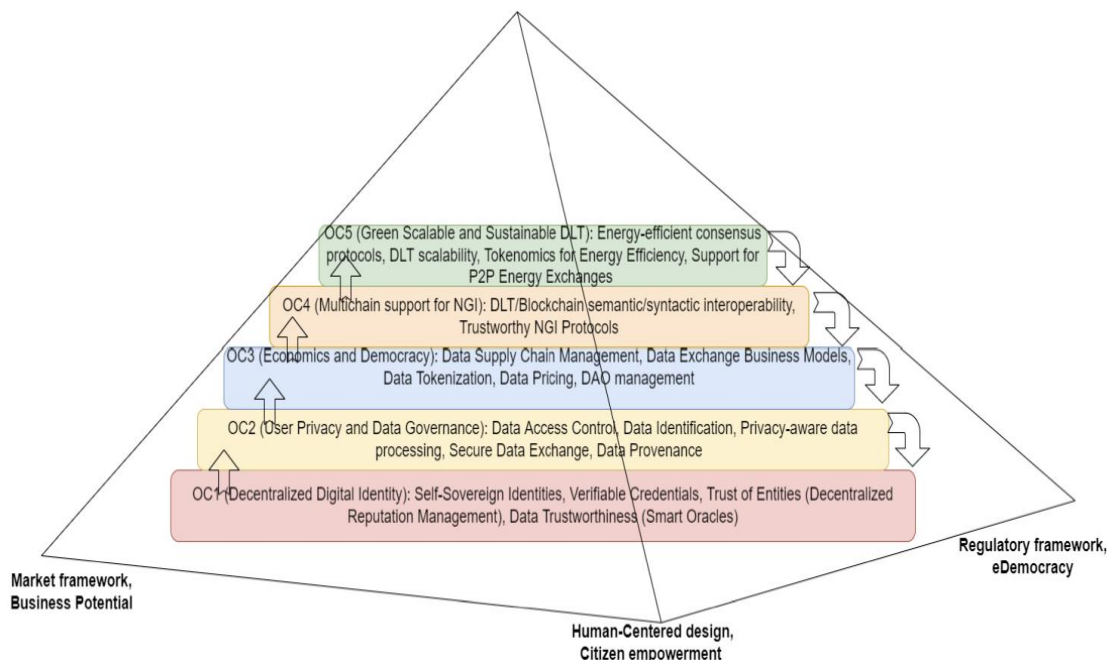 OC5 (Green Scalable and Sustainable DLT): Energy-efficient consensus
protocols, DLT scalability, Tokenomics for Energy Efficiency, Support for
P2P Energy Exchanges
OC4 (Multichain support for NGI): DLT/Blockchain semantic/syntactic interoperability,
Trustworthy NGI Protocols
OC3 (Economics and Democracy): Data Supply Chain Management, Data Exchange Business Models,
Data Tokenization, Data Pricing, DAO management
OC2 (User Privacy and Data Governance): Data Access Control, Data Identification, Privacy-aware data
processing, Secure Data Exchange, Data Provenance
OC1 (Decentralized Digital Identity): Self-Sovereign Identities, Verifiable Credentials, Trust of Entities (Decentralized
Reputation Management), Data Trustworthiness (Smart Oracles)
Market framework,
Business Potential
Human-Centered design,
Citizen empowerment
Regulatory framework,
eDemocracy